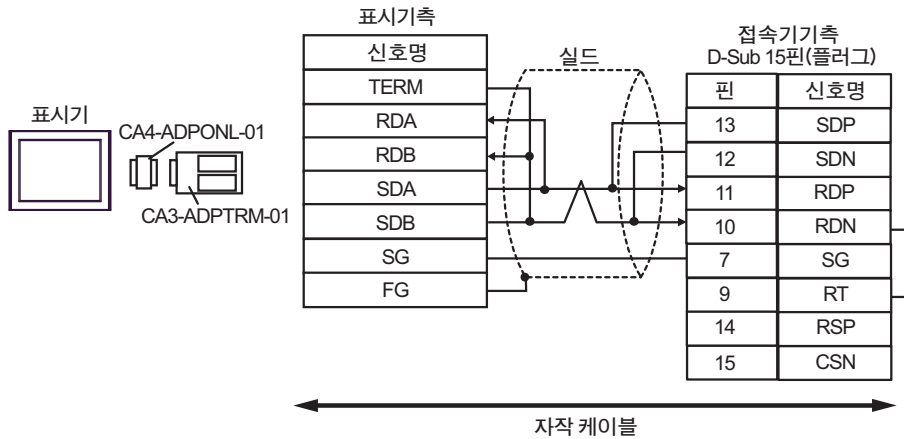 표시기
CA4-ADPONL-01
CA3-ADPTRM-01
표시기측
신호명
TERM
RDA
RDB
SDA
SDB
SG
FG
실드
접속기기측
D-Sub 15핀(플러그)
핀 신호명
13 SDP
12 SDN
11 RDP
10 RDN
7 SG
9 RT
14 RSP
15 CSN
자작 케이블